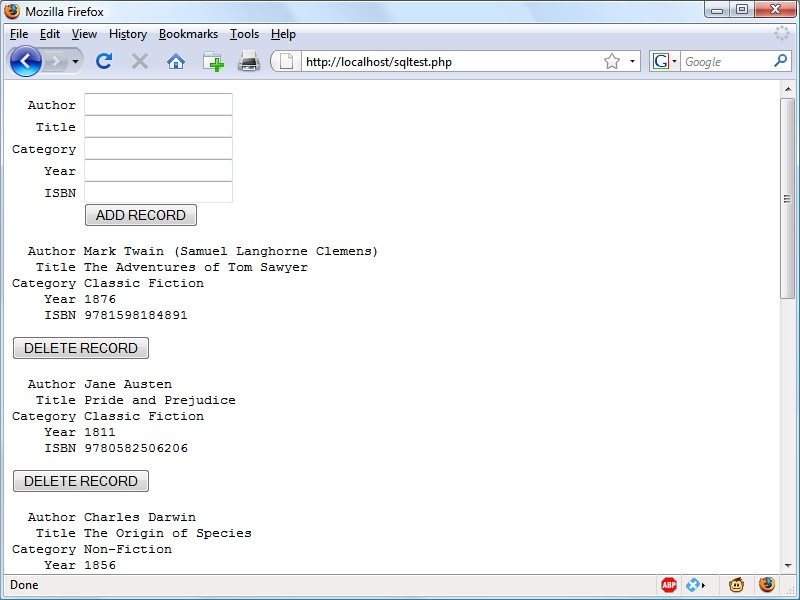 Mozilla Firefox
File Edit View History Bookmarks Tools Help
http://localhost/sqltest.php
G Google
Author
Title
Category
Year
ISBN
ADD RECORD
Author Mark Twain (Samuel Langhorne Clemens)
Title The Adventures of Tom Sawyer
Category Classic Fiction
Year 1876
ISBN 9781598184891
DELETE RECORD
Author Jane Austen
Title Pride and Prejudice
Category Classic Fiction
Year 1811
ISBN 9780582506206
DELETE RECORD
Author Charles Darwin
Title The Origin of Species
Category Non-Fiction
Year 1856
Done ABP